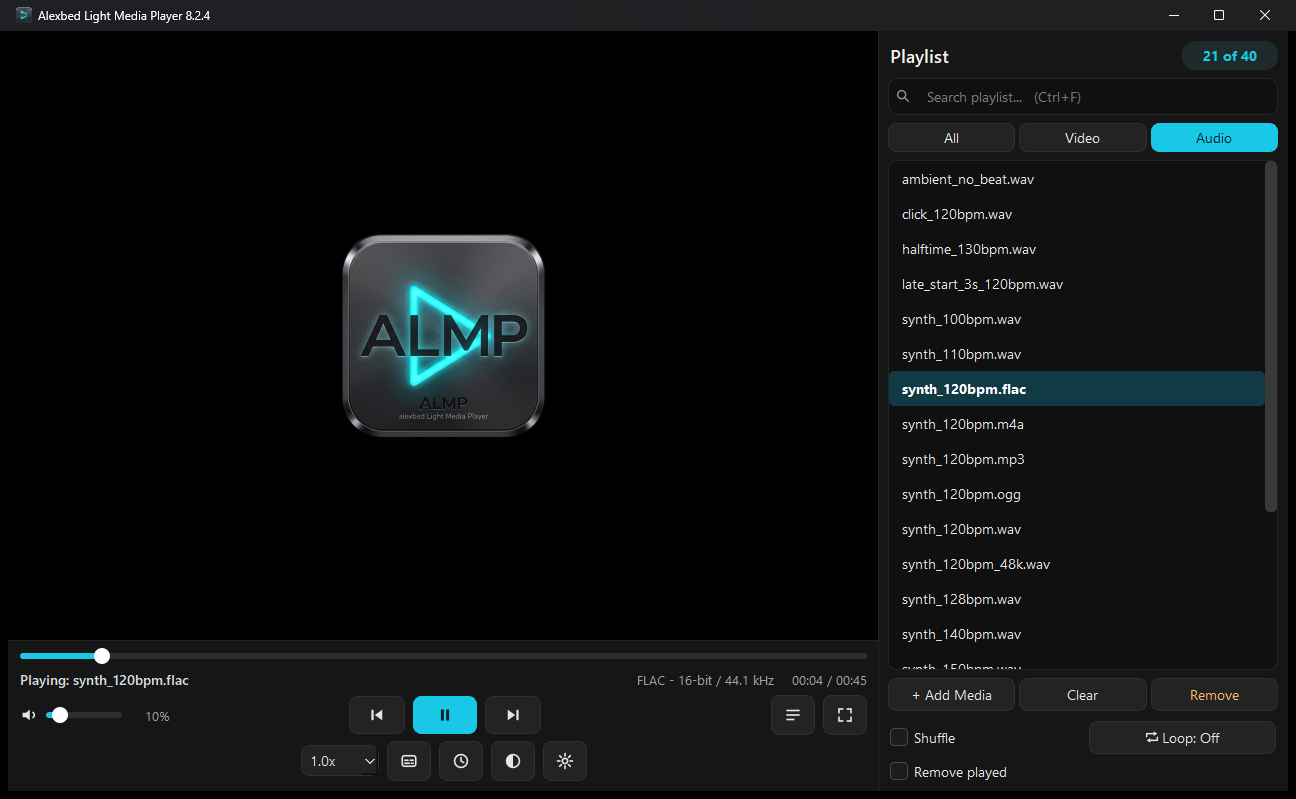 Alexbed Light Media Player 8.2.4
ALMP
ALMP
alexbed Light Media Player
Playing: synth_120bpm.flac
FLAC - 16-bit / 44.1 kHz 00:04 / 00:45
10%
1.0x
Playlist
21 of 40
Search playlist... (Ctrl+F)
All Video Audio
ambient_no_beat.wav
click_120bpm.wav
halftime_130bpm.wav
late_start_3s_120bpm.wav
synth_100bpm.wav
synth_110bpm.wav
synth_120bpm.flac
synth_120bpm.m4a
synth_120bpm.mp3
synth_120bpm.ogg
synth_120bpm.wav
synth_120bpm_48k.wav
synth_128bpm.wav
synth_140bpm.wav
synth_150bpm.wav
+ Add Media Clear Remove
Shuffle
Loop: Off
Remove played